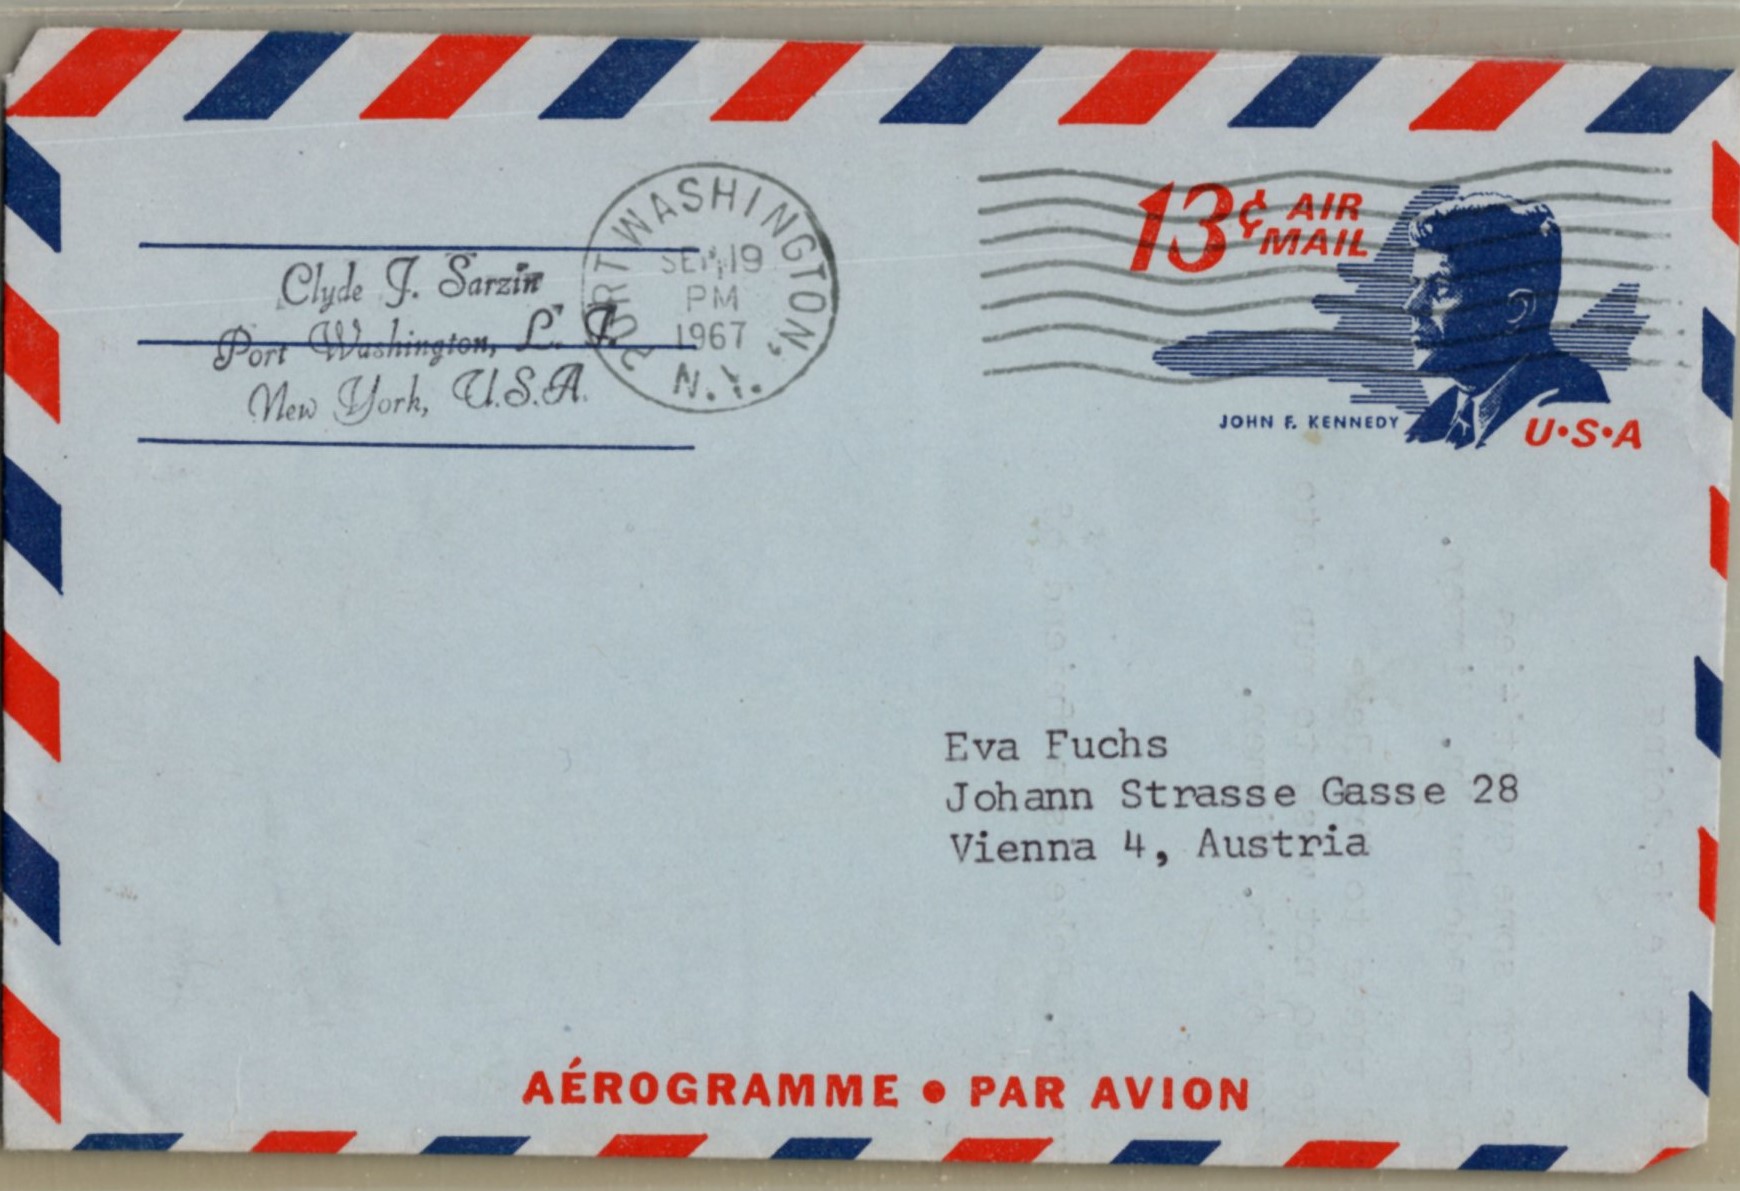 Clyde J. Sarzin
Port Washington, L. I.
New York, U.S.A.
PORT WASHINGTON,
SEP 19
PM
1967
N.Y.
13¢ AIR
MAIL
JOHN F. KENNEDY
U·S·A
Eva Fuchs
Johann Strasse Gasse 28
Vienna 4, Austria
AÉROGRAMME • PAR AVION